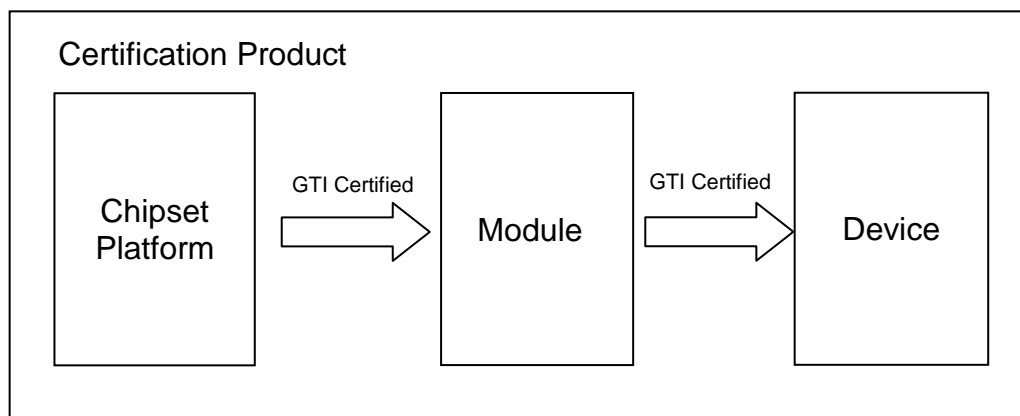 Certification Product
Chipset
Platform
GTI Certified
Module
GTI Certified
Device